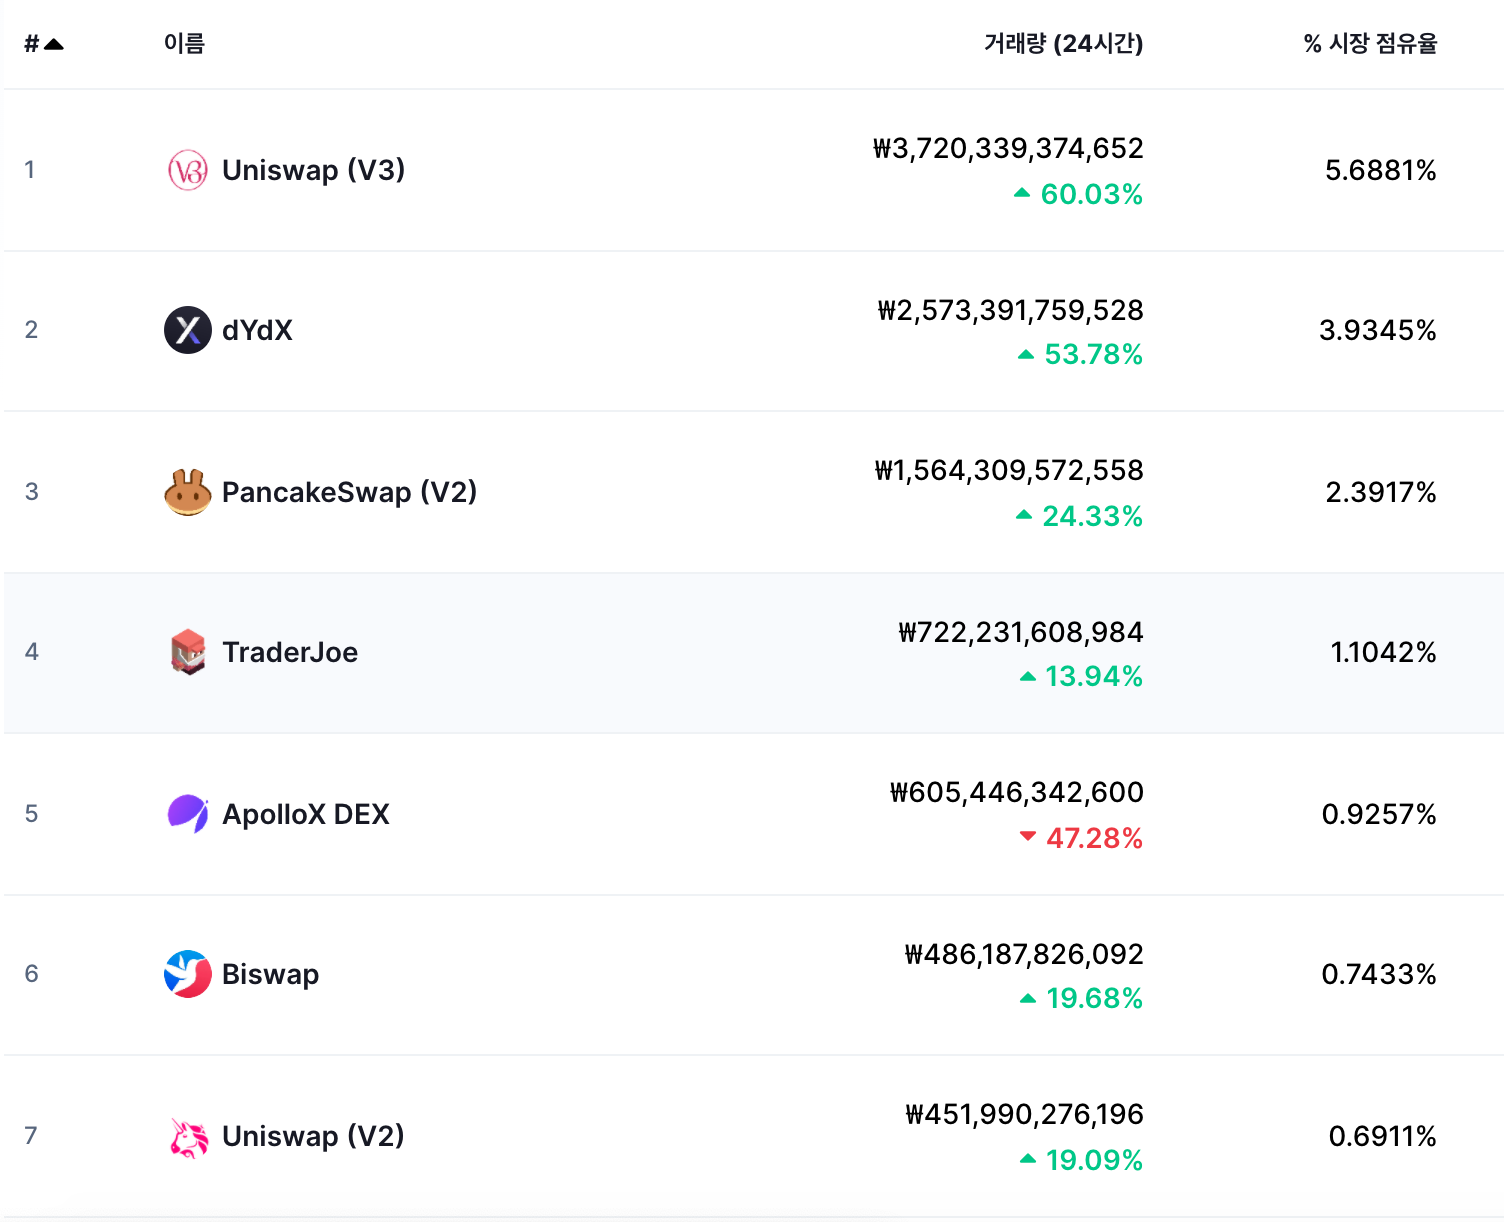 # 이름 거래량 (24시간) % 시장 점유율
1 Uniswap (V3) ₩3,720,339,374,652 5.6881%
60.03%
2 dYdX ₩2,573,391,759,528 3.9345%
53.78%
3 PancakeSwap (V2) ₩1,564,309,572,558 2.3917%
24.33%
4 TraderJoe ₩722,231,608,984 1.1042%
13.94%
5 ApolloX DEX ₩605,446,342,600 0.9257%
47.28%
6 Biswap ₩486,187,826,092 0.7433%
19.68%
7 Uniswap (V2) ₩451,990,276,196 0.6911%
19.09%